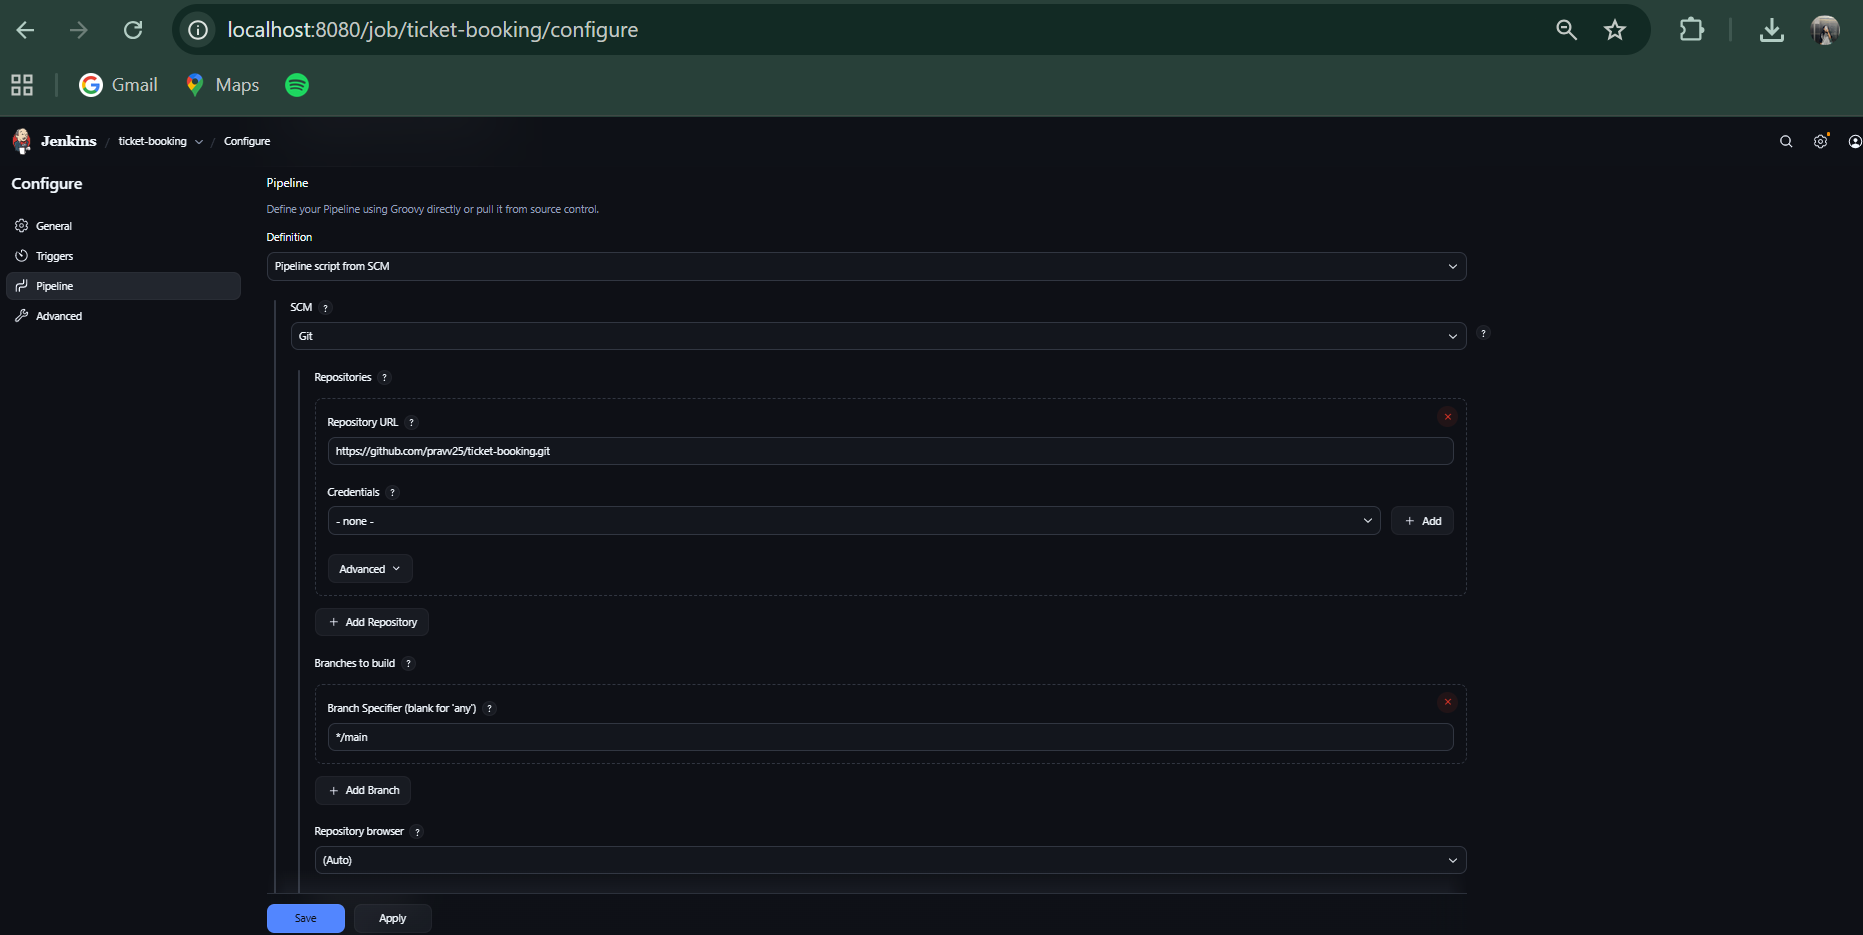 localhost:8080/job/ticket-booking/configure
Gmail Maps
Jenkins / ticket-booking / Configure
Configure
General
Triggers
Pipeline
Advanced
Pipeline
Define your Pipeline using Groovy directly or pull it from source control.
Definition
Pipeline script from SCM
SCM ?
Git
?
Repositories ?
Repository URL ?
https://github.com/pravv25/ticket-booking.git
Credentials ?
- none -
+ Add
Advanced
+ Add Repository
Branches to build ?
Branch Specifier (blank for 'any') ?
*/main
+ Add Branch
Repository browser ?
(Auto)
Save Apply